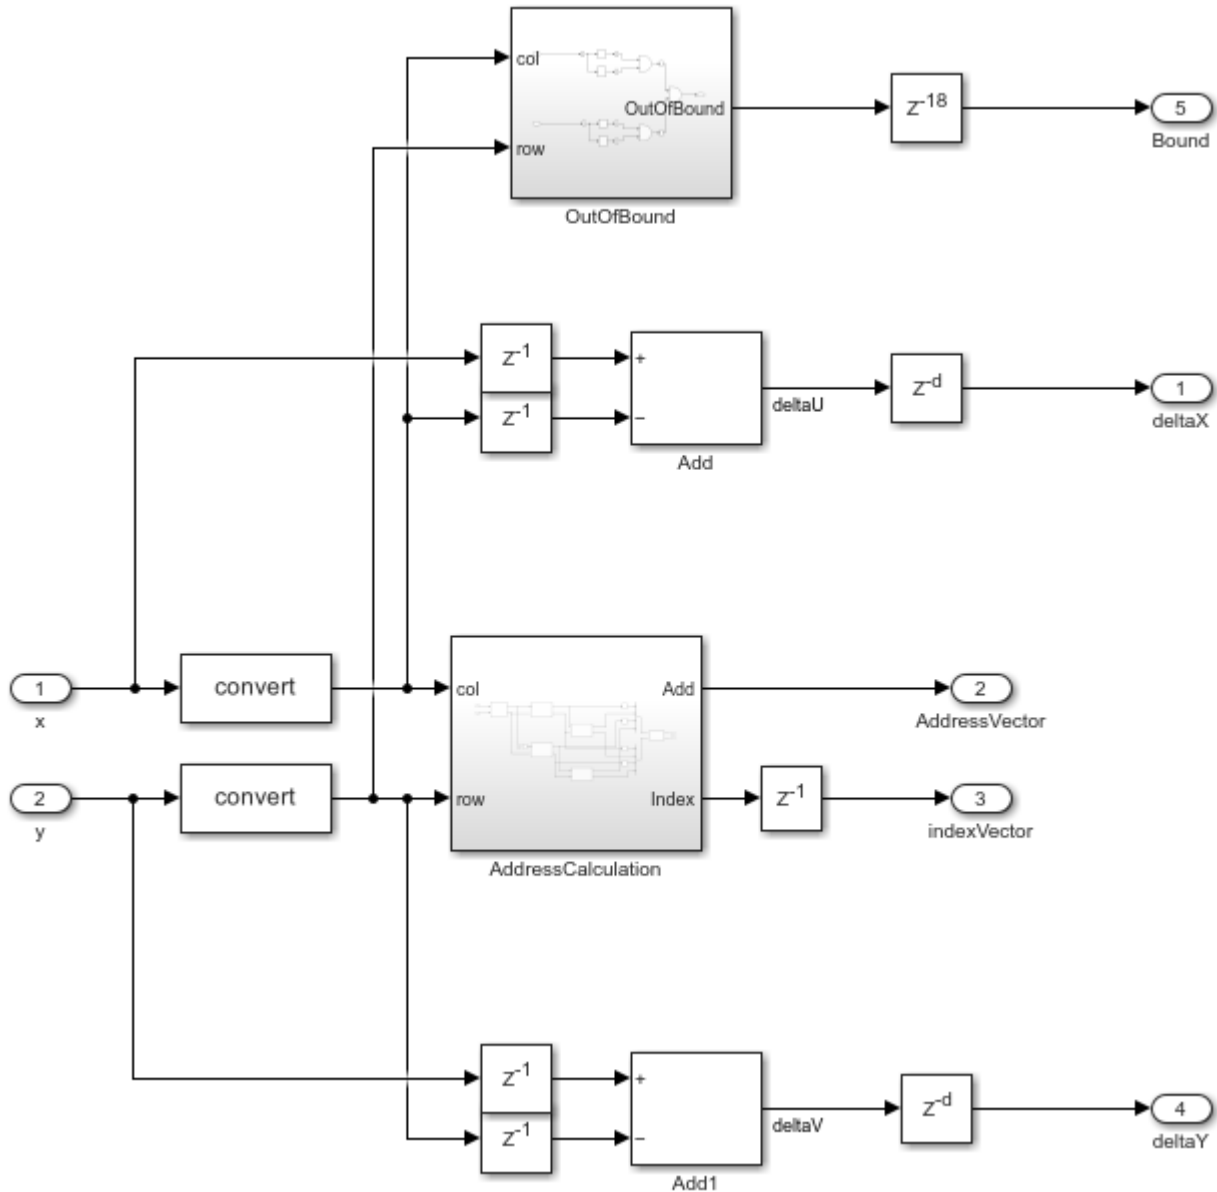 col
OutOfBound
row
OutOfBound
Z-18
5
Bound
Z-1
+
Z-1
−
deltaU
Add
Z-d
1
deltaX
1
x
convert
2
y
convert
col
Add
row
Index
AddressCalculation
2
AddressVector
Z-1
3
indexVector
Z-1
+
Z-1
−
deltaV
Add1
Z-d
4
deltaY